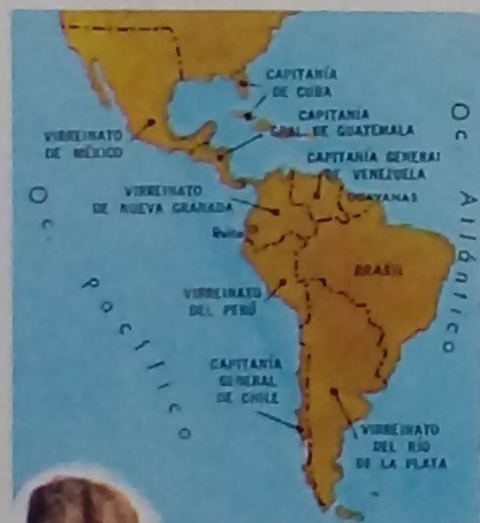 CAPITANÍA
DE CUBA
CAPITANÍA
GRAL. DE GUATEMALA
VIRREINATO
DE MÉXICO
CAPITANÍA GENERAL
DE VENEZUELA
GUAYANAS
VIRREINATO
DE NUEVA GRANADA
Quito
BRASIL
VIRREINATO
DEL PERÚ
CAPITANÍA
GENERAL
DE CHILE
VIRREINATO
DEL RÍO
DE LA PLATA
Oc. Pacífico
Oc. Atlántico